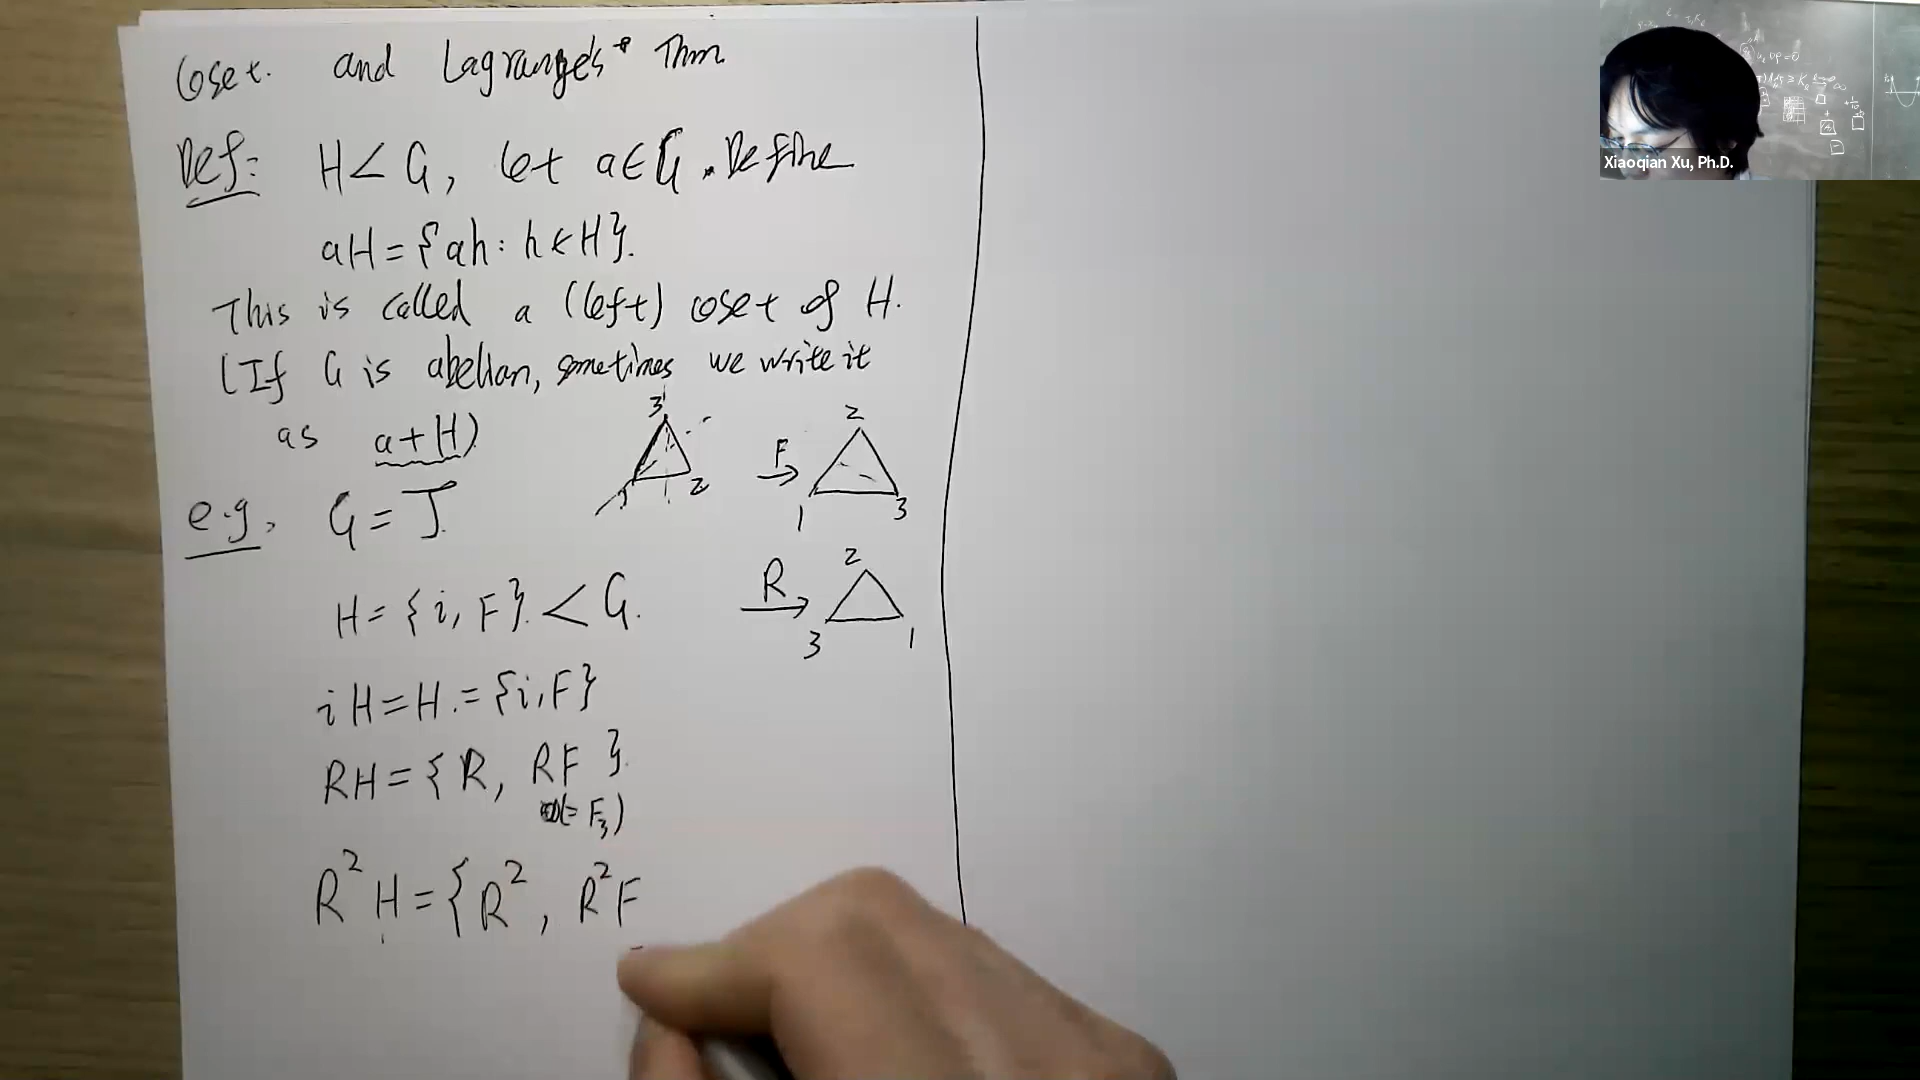 Coset. and Lagrange's Thm.
Def: H < G, let a ∈ G. Define
aH = {ah : h ∈ H}.
This is called a (left) coset of H.
(If G is abelian, sometimes we write it
as a+H)
3
1 2
F →
2
1 3
e.g. G = T.
H = {i, F} < G.
R →
2
3 1
iH = H. = {i, F}
RH = {R, RF}.
(= F₃)
R²H = {R², R²F
Xiaoqian Xu, Ph.D.